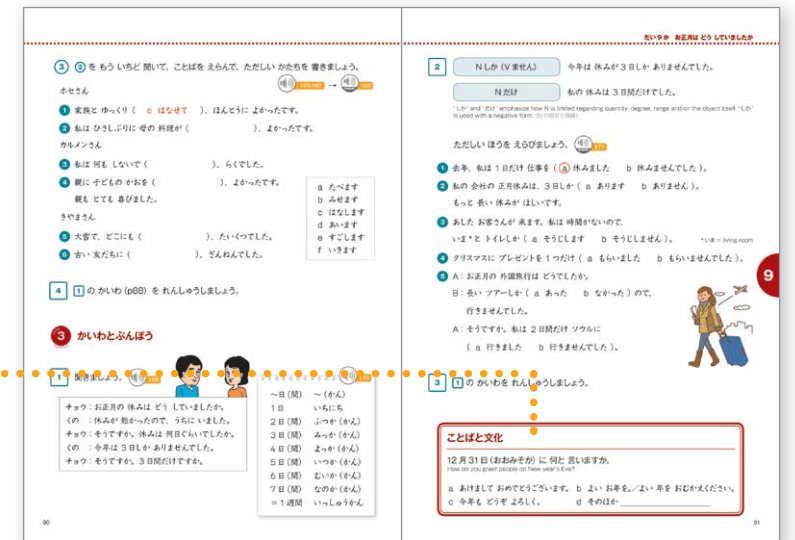 3 2 を もう いちど 聞いて、ことばを えらんで、ただしい かたちを 書きましょう。
ホセさん
1 家族と ゆっくり ( c はなせて )、ほんとうに よかったです。
2 私は ひさしぶりに 母の 料理が ( )、よかったです。
カルメンさん
3 私は 何も しないで ( )、らくでした。
4 親に 子どもの かおを ( )、よかったです。
親も とても 喜びました。
きやまさん
5 大雪で、どこにも ( )、たいくつでした。
6 古い 友だちに ( )、ざんねんでした。
a たべます
b みせます
c はなします
d あいます
e すごします
f いきます
4 1 の かいわ (p88) を れんしゅうしましょう。
3 かいわとぶんぽう
1 聞きましょう。
チョウ：お正月の 休みは どう していましたか。
くの ：休みが 短かったので、うちに いました。
チョウ：そうですか。休みは 何日ぐらいでしたか。
くの ：今年は 3日しか ありませんでした。
チョウ：そうですか。3日間だけですか。
～日(間) ～(かん)
1日 いちにち
2日(間) ふつか(かん)
3日(間) みっか(かん)
4日(間) よっか(かん)
5日(間) いつか(かん)
6日(間) むいか(かん)
7日(間) なのか(かん)
＝1週間 いっしゅうかん
90
だい9か お正月は どう していましたか
2 Nしか (Vません) 今年は 休みが 3日しか ありませんでした。
Nだけ 私の 休みは 3日間だけでした。
"しか" and "だけ" emphasize how N is limited regarding quantity, degree, range and/or the object itself. "しか"
is used with a negative form.
ただしい ほうを えらびましょう。
1 去年、私は 1日だけ 仕事を ( a 休みました b 休みませんでした )。
2 私の 会社の 正月休みは、3日しか ( a あります b ありません )。
もっと 長い 休みが ほしいです。
3 あした お客さんが 来ます。私は 時間がないので、
いま*と トイレしか ( a そうじします b そうじしません )。 *いま＝living room
4 クリスマスに プレゼントを 1つだけ ( a もらいました b もらいませんでした )。
5 A：お正月の 外国旅行は どうでしたか。
B：長い ツアーしか ( a あった b なかった ) ので、
行きませんでした。
A：そうですか。私は 2日間だけ ソウルに
( a 行きました b 行きませんでした )。
9
3 1 の かいわを れんしゅうしましょう。
ことばと文化
12月31日(おおみそか)に 何と 言いますか。
How do you greet people on New year's Eve?
a あけまして おめでとうございます。 b よい お年を。／よい 年を おむかえください。
c 今年も どうぞ よろしく。 d そのほか
91